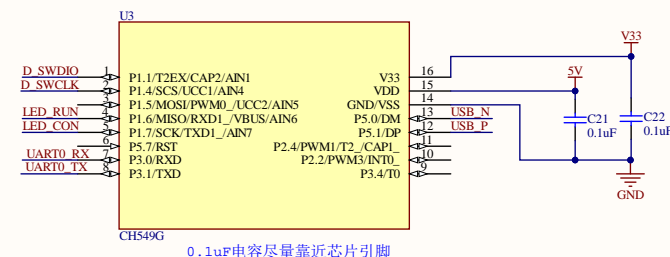 U3
V33
D_SWDIO 1 P1.1/T2EX/CAP2/AIN1 V33 16
D_SWCLK 2 P1.4/SCS/UCC1/AIN4 VDD 15 5V
3 P1.5/MOSI/PWM0_/UCC2/AIN5 GND/VSS 14
LED_RUN 4 P1.6/MISO/RXD1_/VBUS/AIN6 P5.0/DM 13 USB_N C21 C22
LED_CON 5 P1.7/SCK/TXD1_/AIN7 P5.1/DP 12 USB_P 0.1uF 0.1uF
6 P5.7/RST P2.4/PWM1/T2_/CAP1_ 11
UART0_RX 7 P3.0/RXD P2.2/PWM3/INT0_ 10
UART0_TX 8 P3.1/TXD P3.4/T0 9
GND
CH549G
0.1uF电容尽量靠近芯片引脚